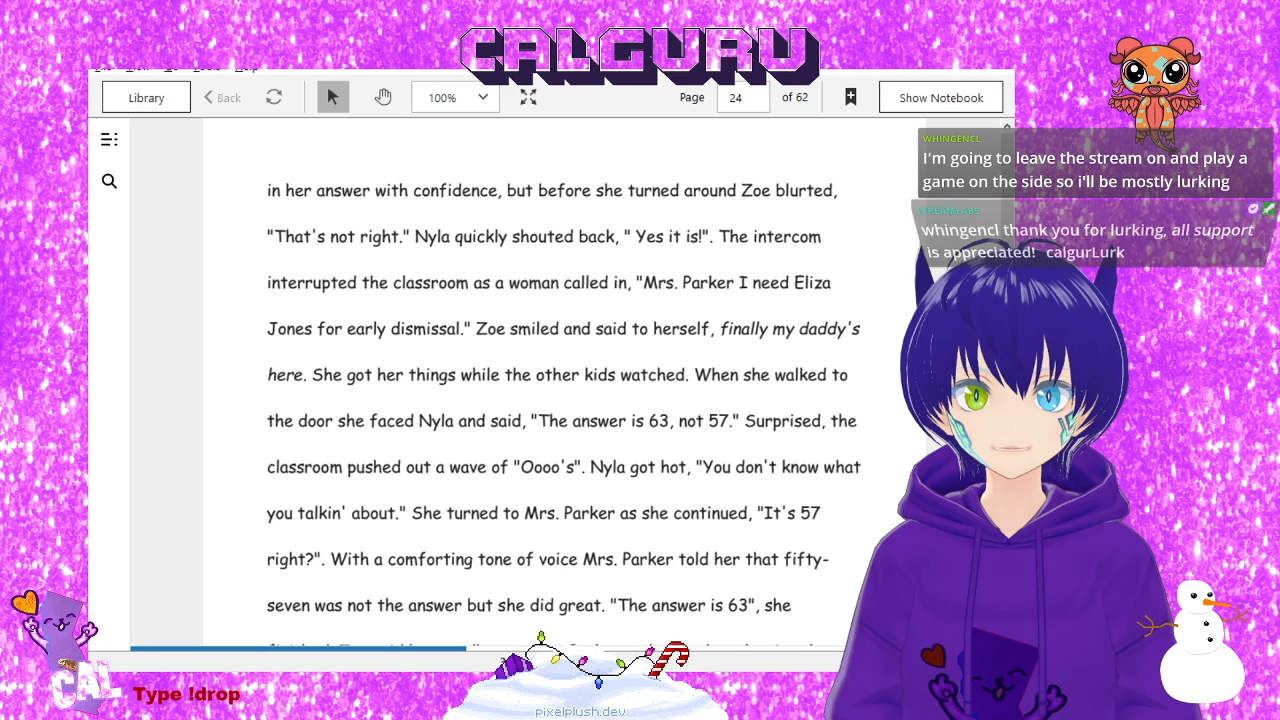 CALGURU
Library
Back
100%
Page
24
of 62
Show Notebook
in her answer with confidence, but before she turned around Zoe blurted,
"That's not right." Nyla quickly shouted back, " Yes it is!". The intercom
interrupted the classroom as a woman called in, "Mrs. Parker I need Eliza
Jones for early dismissal." Zoe smiled and said to herself, finally my daddy's
here. She got her things while the other kids watched. When she walked to
the door she faced Nyla and said, "The answer is 63, not 57." Surprised, the
classroom pushed out a wave of "Oooo's". Nyla got hot, "You don't know what
you talkin' about." She turned to Mrs. Parker as she continued, "It's 57
right?". With a comforting tone of voice Mrs. Parker told her that fifty-
seven was not the answer but she did great. "The answer is 63", she
WHINGENCL
I'm going to leave the stream on and play a
game on the side so i'll be mostly lurking
whingencl thank you for lurking, all support
is appreciated! calgurLurk
CAL
Type !drop
pixelplush.dev